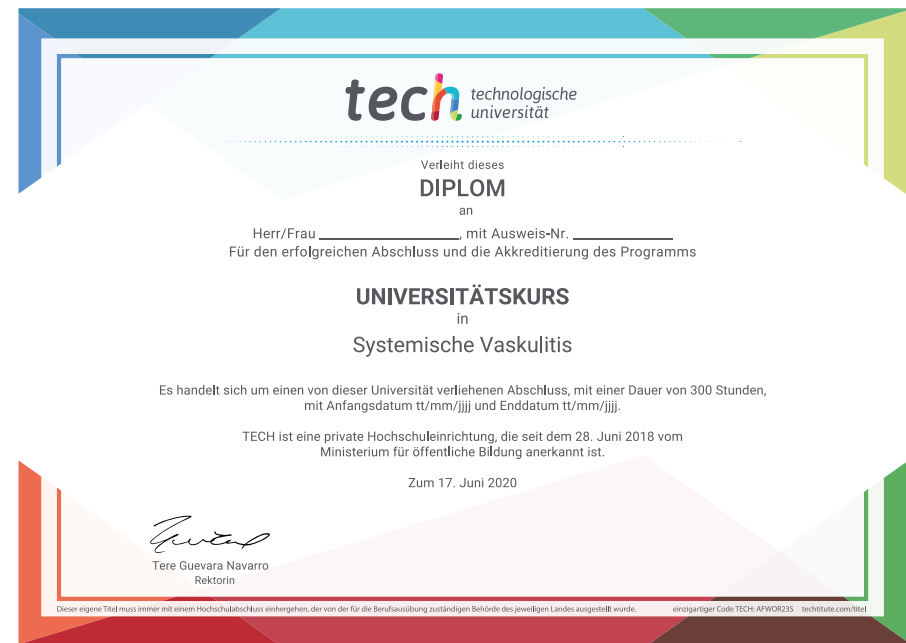 tech technologische
universität
Verleiht dieses
DIPLOM
an
Herr/Frau ____________________, mit Ausweis-Nr. ______________
Für den erfolgreichen Abschluss und die Akkreditierung des Programms
UNIVERSITÄTSKURS
in
Systemische Vaskulitis
Es handelt sich um einen von dieser Universität verliehenen Abschluss, mit einer Dauer von 300 Stunden,
mit Anfangsdatum tt/mm/jjjj und Enddatum tt/mm/jjjj.
TECH ist eine private Hochschuleinrichtung, die seit dem 28. Juni 2018 vom
Ministerium für öffentliche Bildung anerkannt ist.
Zum 17. Juni 2020
Tere Guevara Navarro
Rektorin
Dieser eigene Titel muss immer mit einem Hochschulabschluss einhergehen, der von der für die Berufsausübung zuständigen Behörde des jeweiligen Landes ausgestellt wurde. einzigartiger Code TECH: AFWOR23S techtitute.com/titel